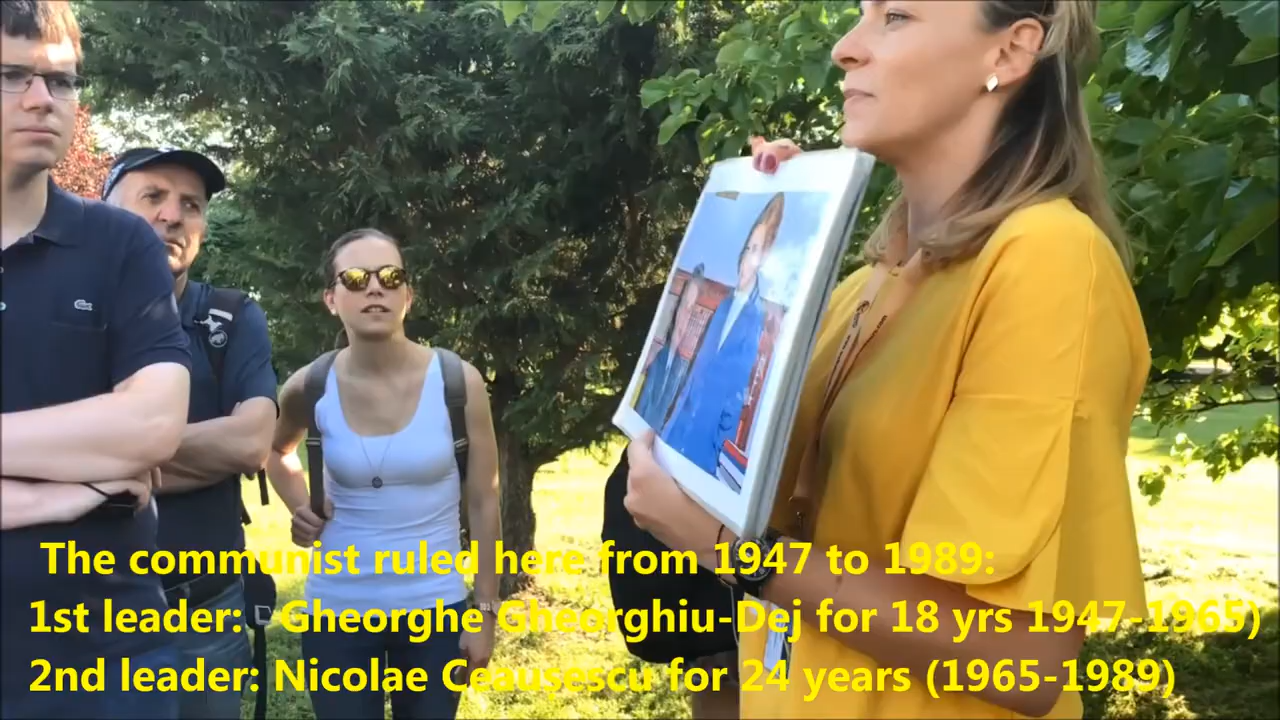 The communist ruled here from 1947 to 1989:
1st leader: Gheorghe Gheorghiu-Dej for 18 yrs 1947-1965)
2nd leader: Nicolae Ceausescu for 24 years (1965-1989)